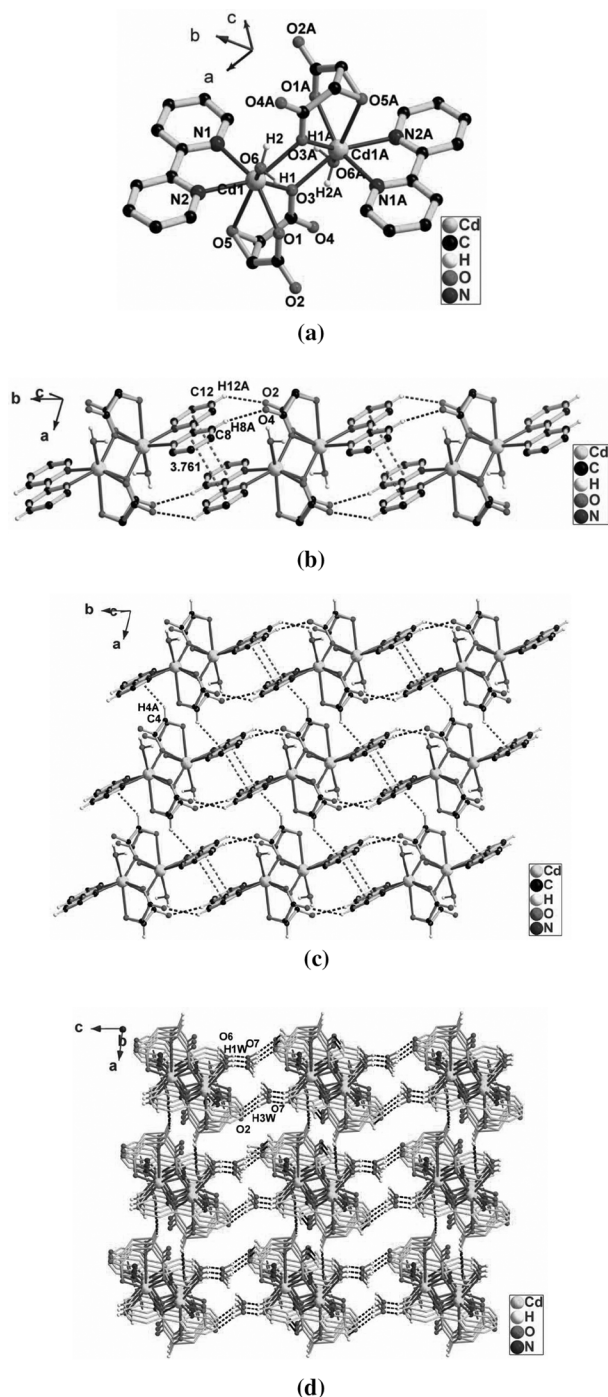 c
b
a
O2A
O1A
O4A
O5A
N1
H2
H1A
N2A
O6
O3A
Cd1A
O6A
N2
Cd1
H1
O3
H2A
N1A
O5
O1
O4
O2
Cd
C
H
O
N
(a)
b
c
a
C12
H12A
O2
O4
C8
H8A
3.761
Cd
C
H
O
N
(b)
b
c
a
H4A
C4
Cd
C
H
O
N
(c)
c
b
a
O6
H1W
O7
O7
H3W
O2
Cd
H
O
N
(d)